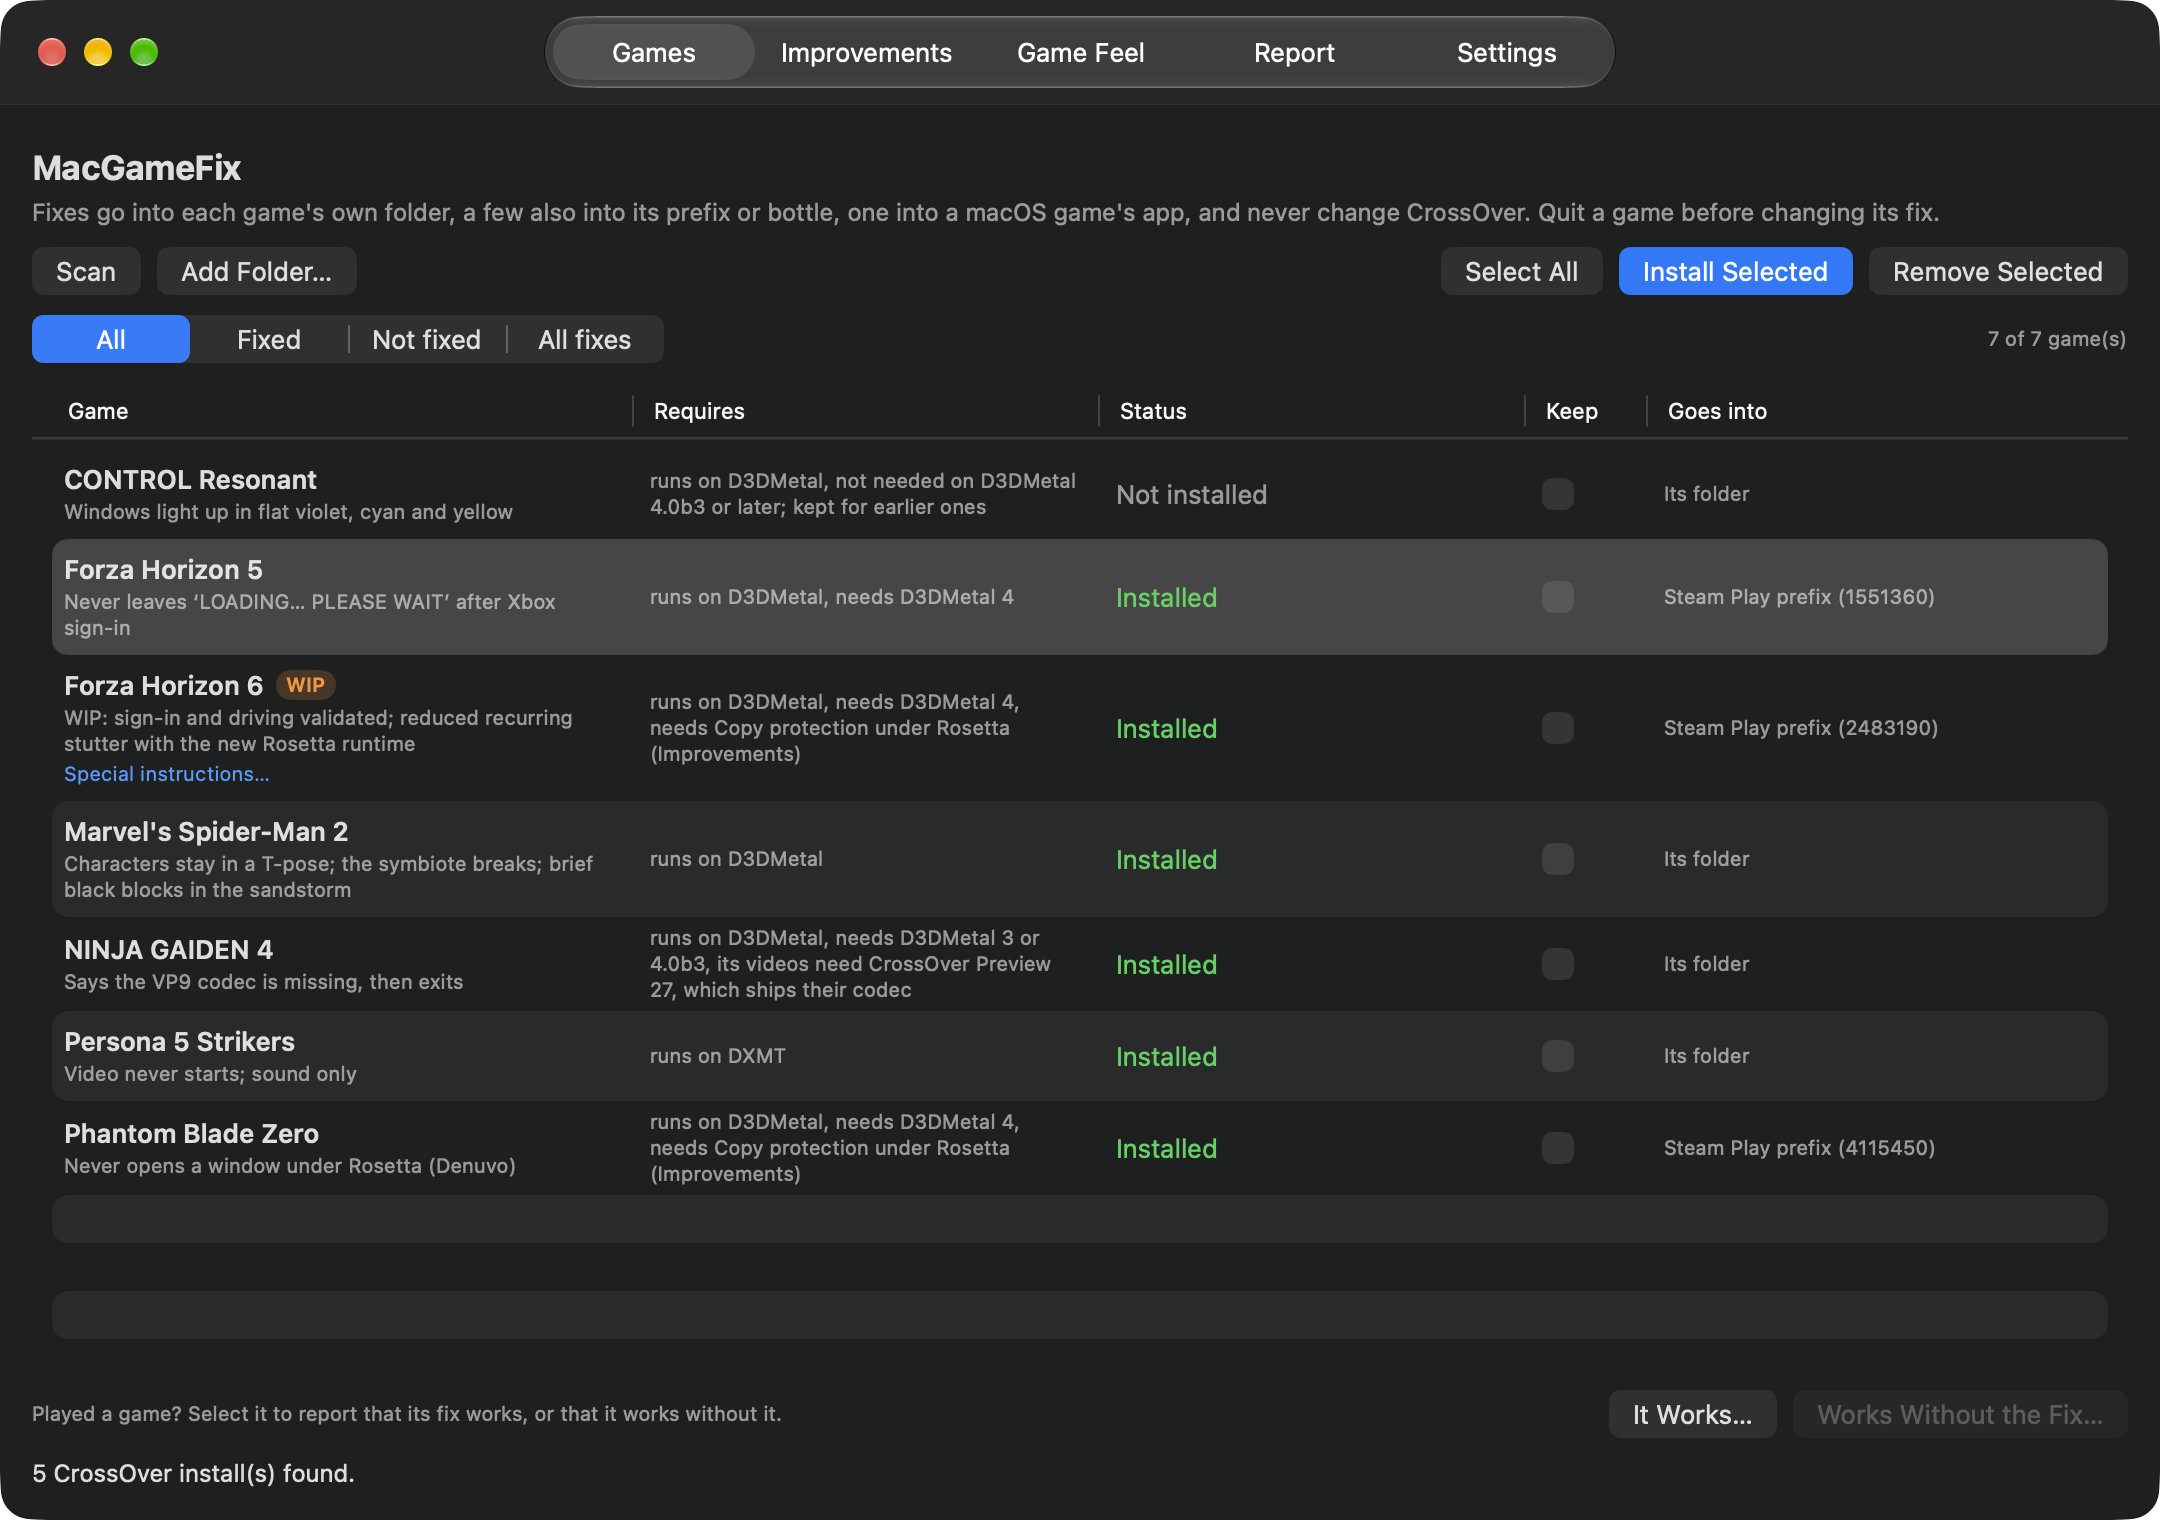 Games Improvements Game Feel Report Settings
MacGameFix
Fixes go into each game's own folder, a few also into its prefix or bottle, one into a macOS game's app, and never change CrossOver. Quit a game before changing its fix.
Scan Add Folder... Select All Install Selected Remove Selected
All Fixed Not fixed All fixes 7 of 7 game(s)
Game Requires Status Keep Goes into
CONTROL Resonant
Windows light up in flat violet, cyan and yellow
runs on D3DMetal, not needed on D3DMetal
4.0b3 or later; kept for earlier ones
Not installed
Its folder
Forza Horizon 5
Never leaves ‘LOADING... PLEASE WAIT’ after Xbox
sign-in
runs on D3DMetal, needs D3DMetal 4
Installed
Steam Play prefix (1551360)
Forza Horizon 6 WIP
WIP: sign-in and driving validated; reduced recurring
stutter with the new Rosetta runtime
Special instructions...
runs on D3DMetal, needs D3DMetal 4,
needs Copy protection under Rosetta
(Improvements)
Installed
Steam Play prefix (2483190)
Marvel's Spider-Man 2
Characters stay in a T-pose; the symbiote breaks; brief
black blocks in the sandstorm
runs on D3DMetal
Installed
Its folder
NINJA GAIDEN 4
Says the VP9 codec is missing, then exits
runs on D3DMetal, needs D3DMetal 3 or
4.0b3, its videos need CrossOver Preview
27, which ships their codec
Installed
Its folder
Persona 5 Strikers
Video never starts; sound only
runs on DXMT
Installed
Its folder
Phantom Blade Zero
Never opens a window under Rosetta (Denuvo)
runs on D3DMetal, needs D3DMetal 4,
needs Copy protection under Rosetta
(Improvements)
Installed
Steam Play prefix (4115450)
Played a game? Select it to report that its fix works, or that it works without it.
It Works... Works Without the Fix...
5 CrossOver install(s) found.